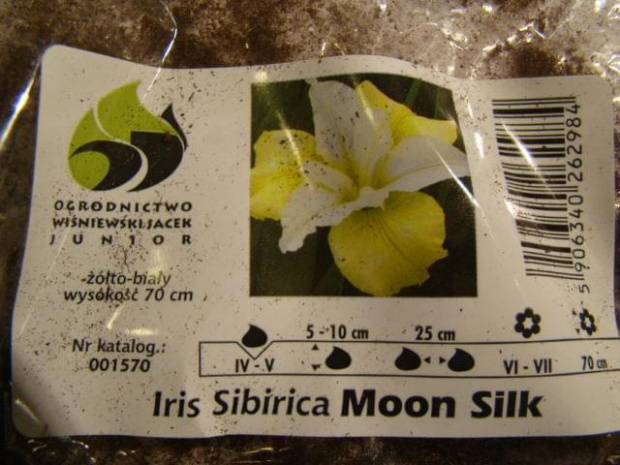 OGRODNICTWO
WIŚNIEWSKI JACEK
JUNIOR
-żółto-biały
wysokość 70 cm
Nr katalog.:
001570
5 906340 262984
5 - 10 cm
25 cm
IV - V
VI - VII
70 cm
Iris Sibirica Moon Silk